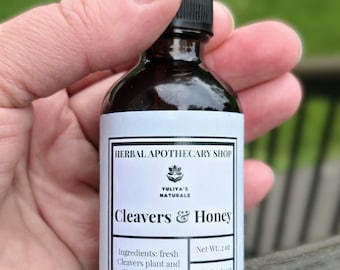 HERBAL APOTHECARY SHOP
YULIYA'S
NATURALS
Cleavers & Honey
Ingredients: fresh
Cleavers plant and
Net Wt. 2 oz